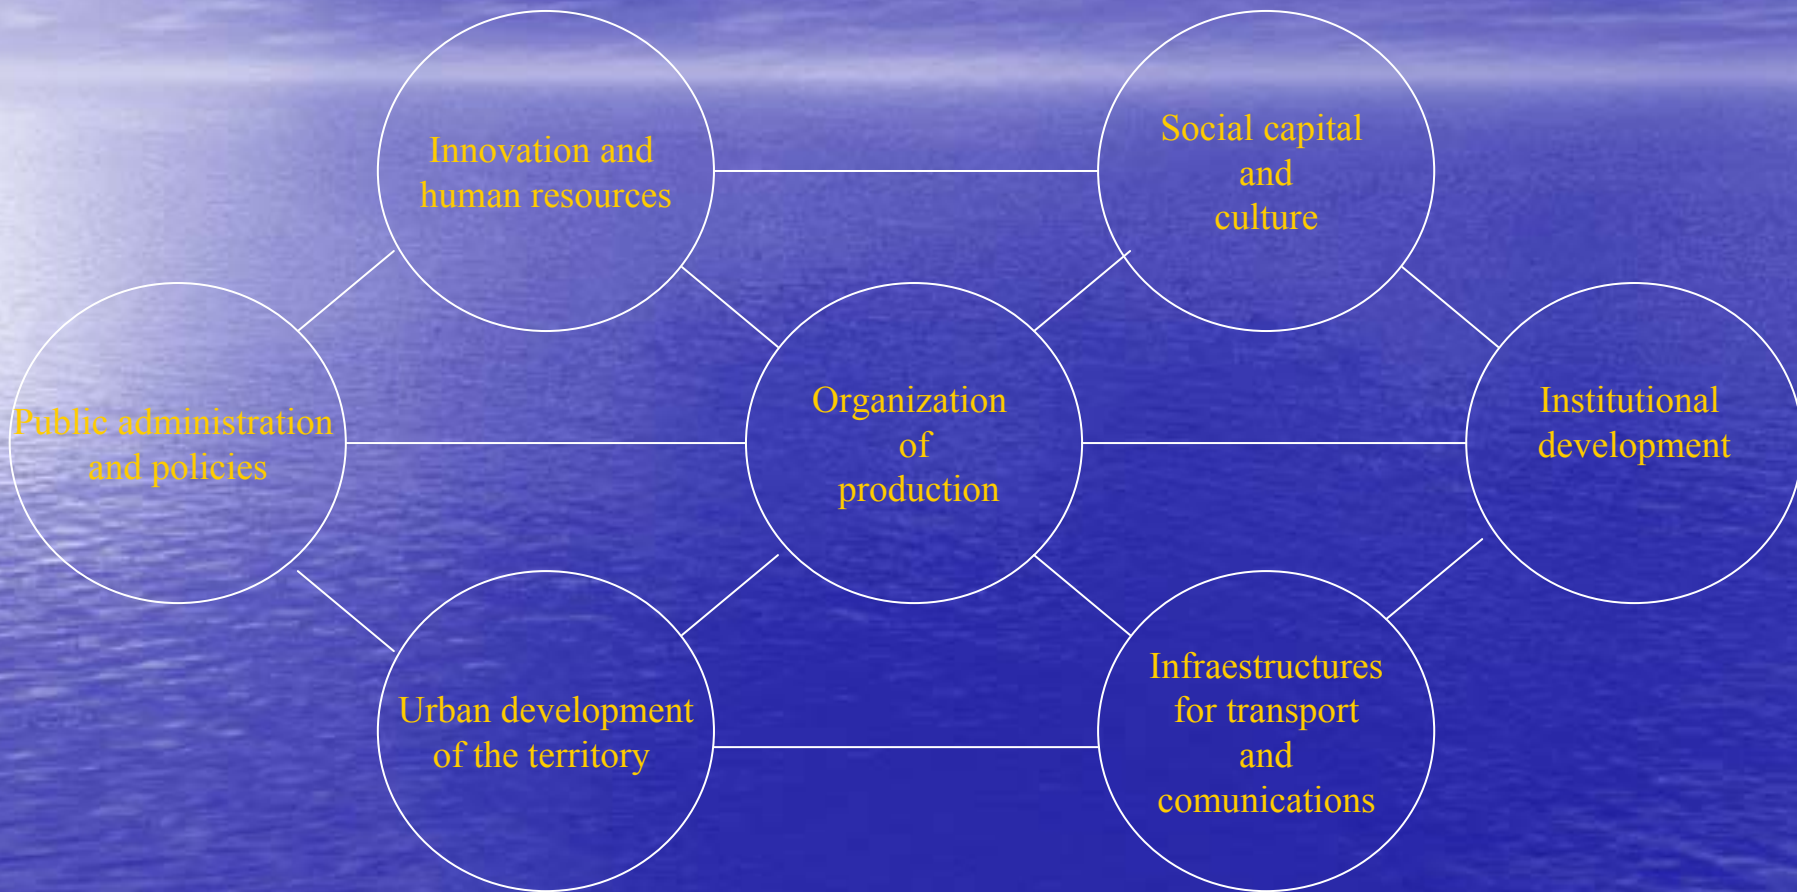 Innovation and
human resources
Social capital
and
culture
Public administration
and policies
Organization
of
production
Institutional
development
Urban development
of the territory
Infraestructures
for transport
and
comunications